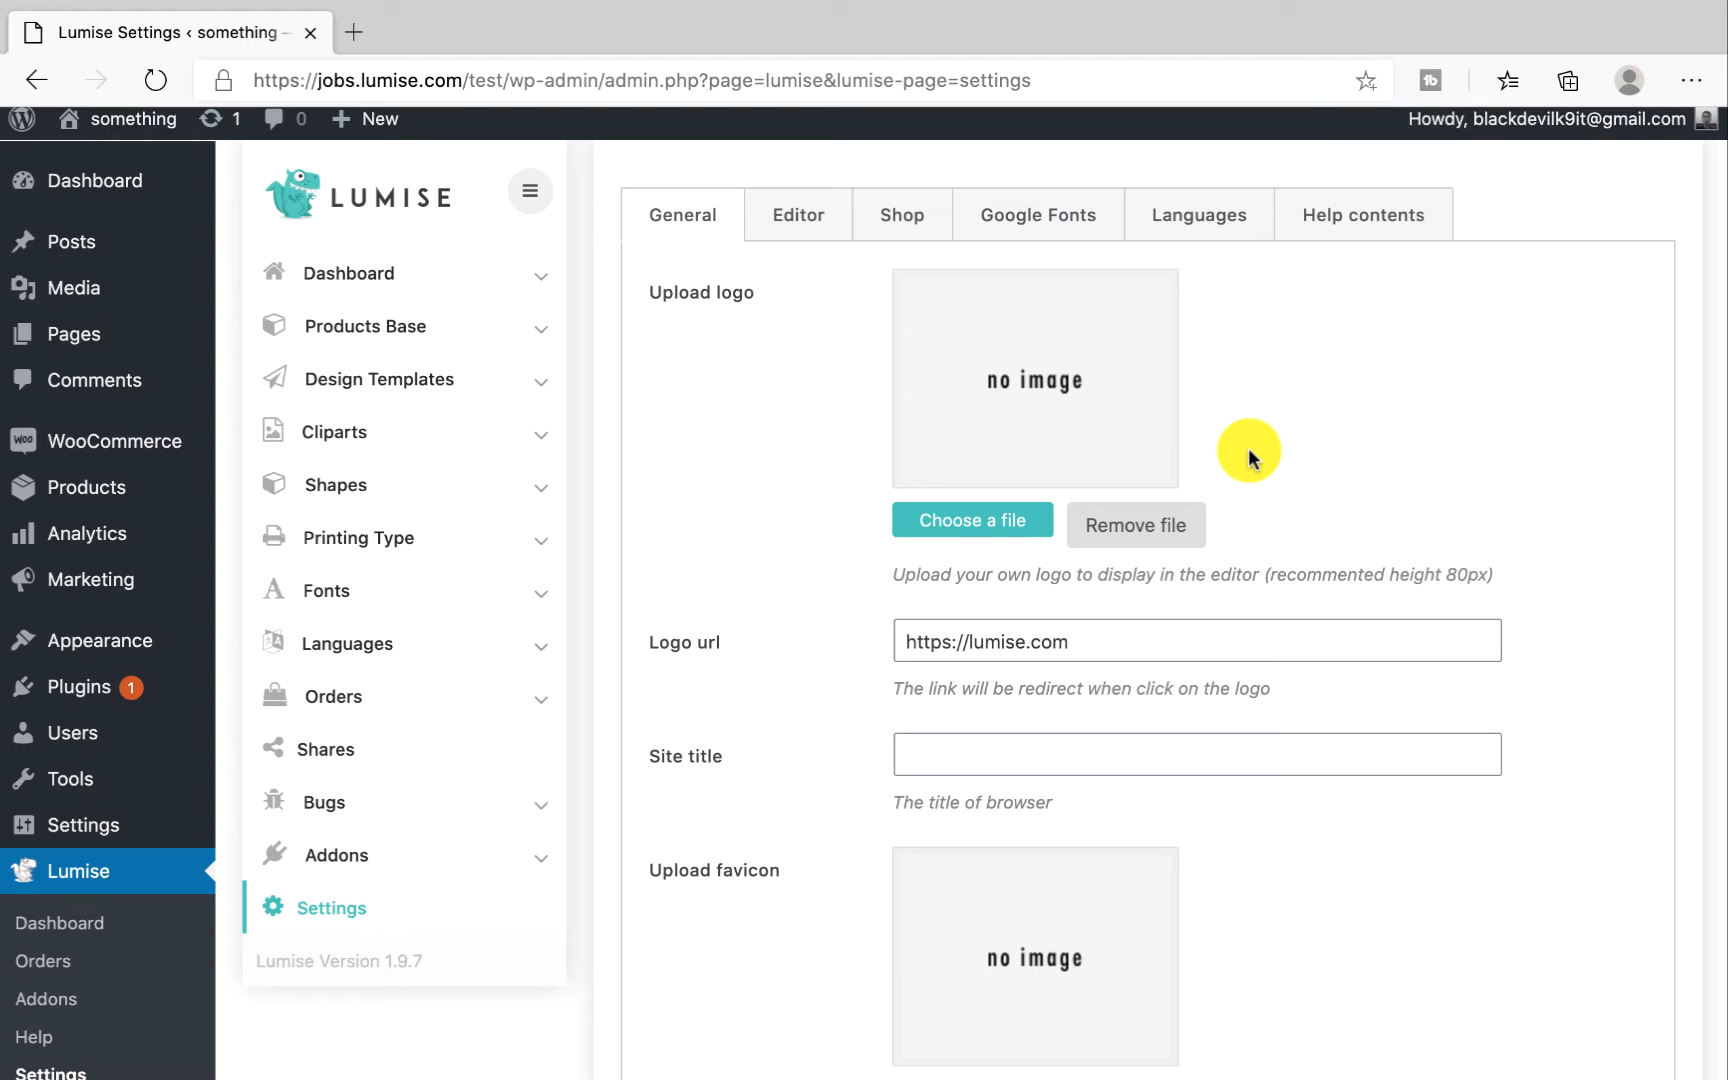 Lumise Settings ‹ something –
https://jobs.lumise.com/test/wp-admin/admin.php?page=lumise&lumise-page=settings
something 1 0 New
Howdy, blackdevilk9it@gmail.com
Dashboard
Posts
Media
Pages
Comments
WOO WooCommerce
Products
Analytics
Marketing
Appearance
Plugins 1
Users
Tools
Settings
Lumise
Dashboard
Orders
Addons
Help
Settings
LUMISE
Dashboard
Products Base
Design Templates
Cliparts
Shapes
Printing Type
Fonts
Languages
Orders
Shares
Bugs
Addons
Settings
Lumise Version 1.9.7
General Editor Shop Google Fonts Languages Help contents
Upload logo
no image
Choose a file Remove file
Upload your own logo to display in the editor (recommented height 80px)
Logo url https://lumise.com
The link will be redirect when click on the logo
Site title
The title of browser
Upload favicon
no image